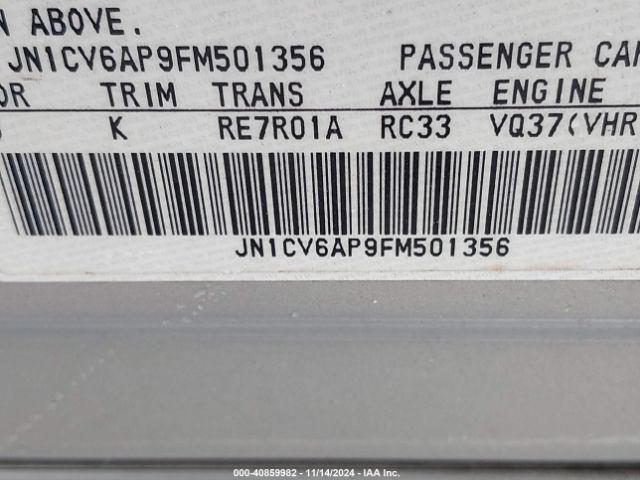 N ABOVE.
JN1CV6AP9FM501356 PASSENGER CAR
OR TRIM TRANS AXLE ENGINE
K RE7R01A RC33 VQ37(VHR
JN1CV6AP9FM501356
000-40859982 - 11/14/2024 - IAA Inc.